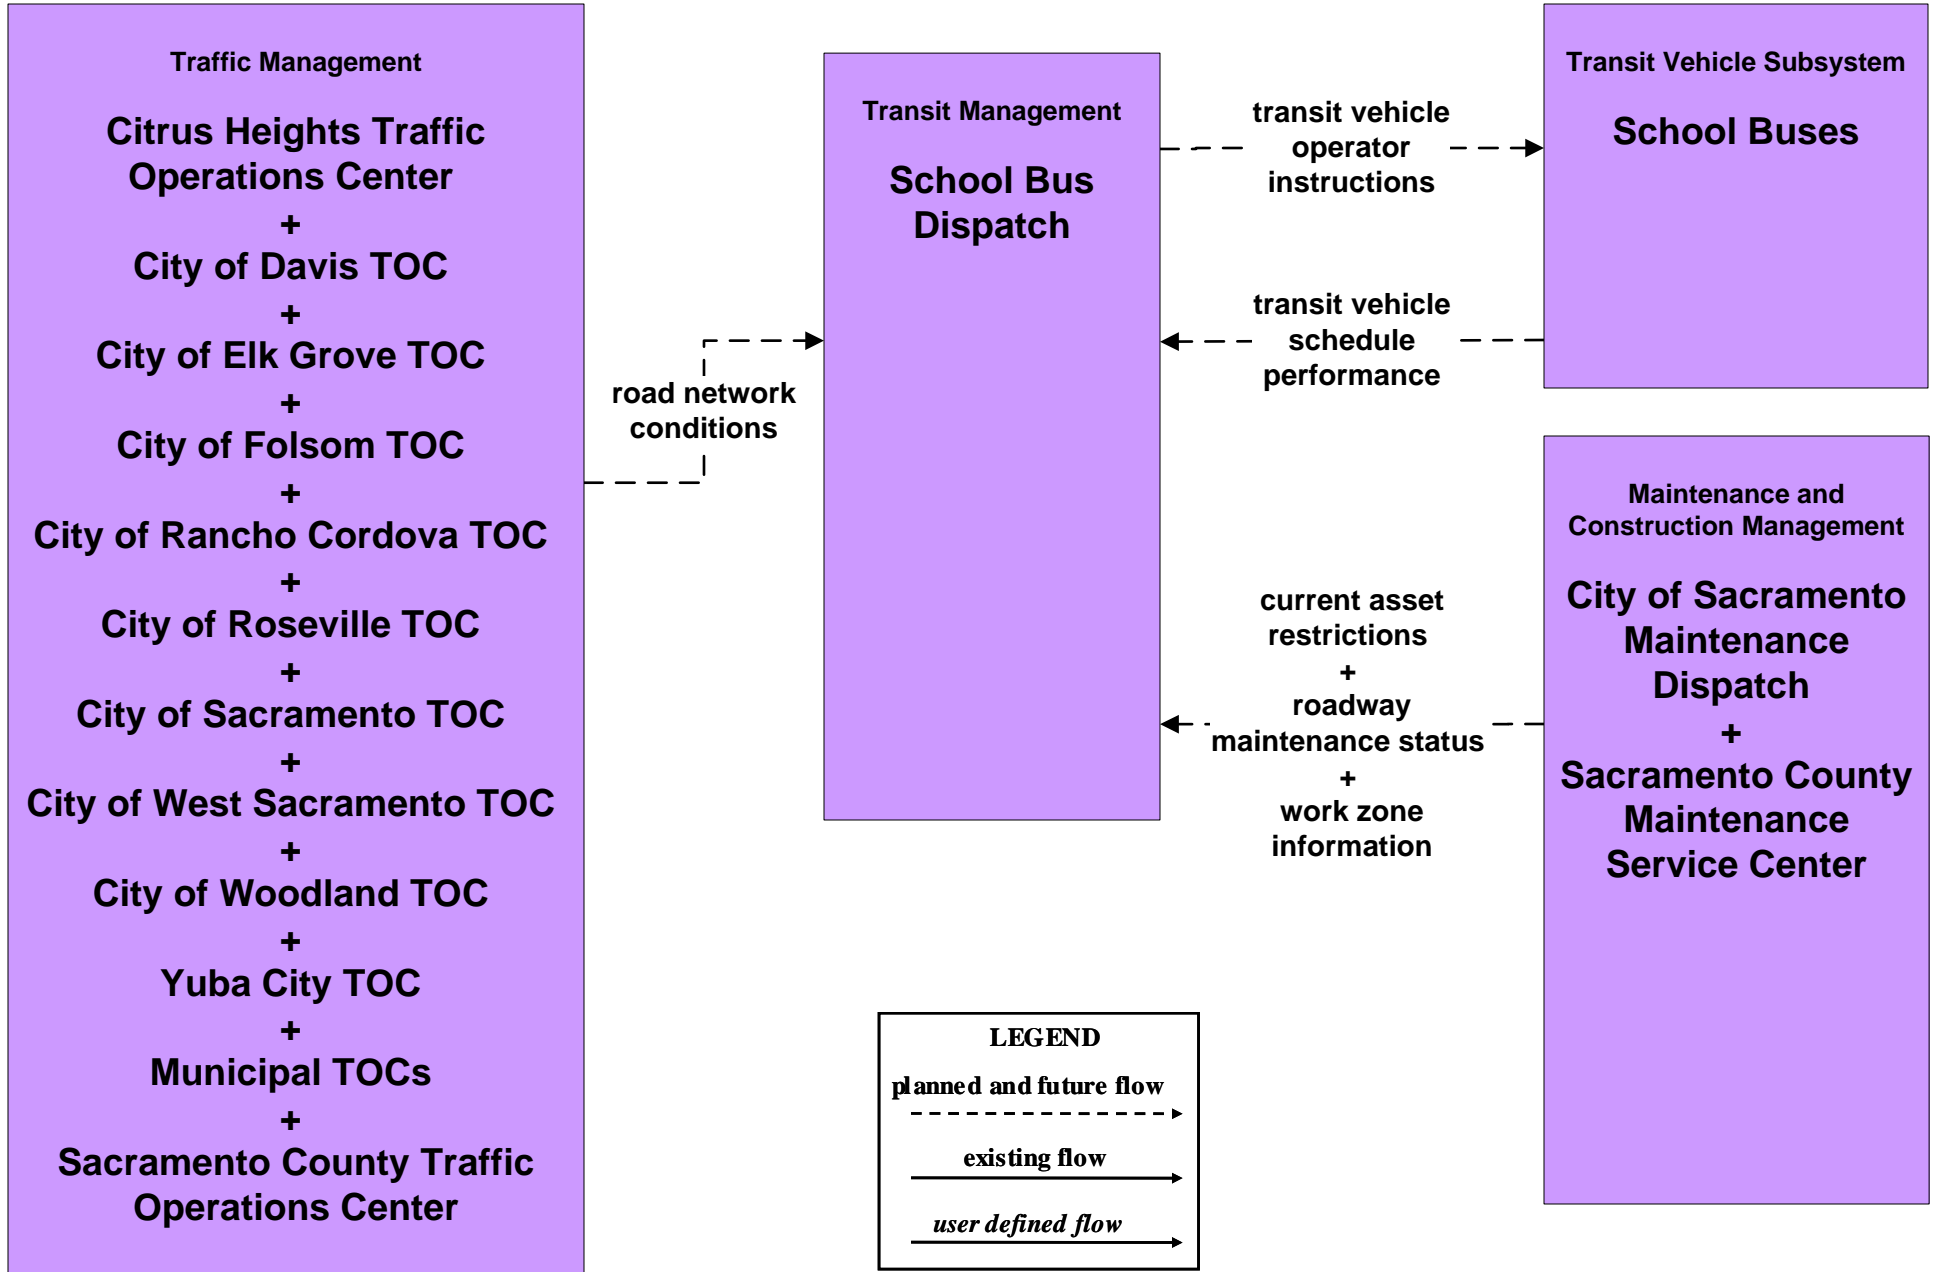 Traffic Management
Citrus Heights Traffic
Operations Center
+
City of Davis TOC
+
City of Elk Grove TOC
+
City of Folsom TOC
+
City of Rancho Cordova TOC
+
City of Roseville TOC
+
City of Sacramento TOC
+
City of West Sacramento TOC
+
City of Woodland TOC
+
Yuba City TOC
+
Municipal TOCs
+
Sacramento County Traffic
Operations Center
road network
conditions
Transit Management
School Bus
Dispatch
transit vehicle
operator
instructions
transit vehicle
schedule
performance
current asset
restrictions
+
roadway
maintenance status
+
work zone
information
Transit Vehicle Subsystem
School Buses
Maintenance and
Construction Management
City of Sacramento
Maintenance
Dispatch
+
Sacramento County
Maintenance
Service Center
LEGEND
planned and future flow
existing flow
user defined flow